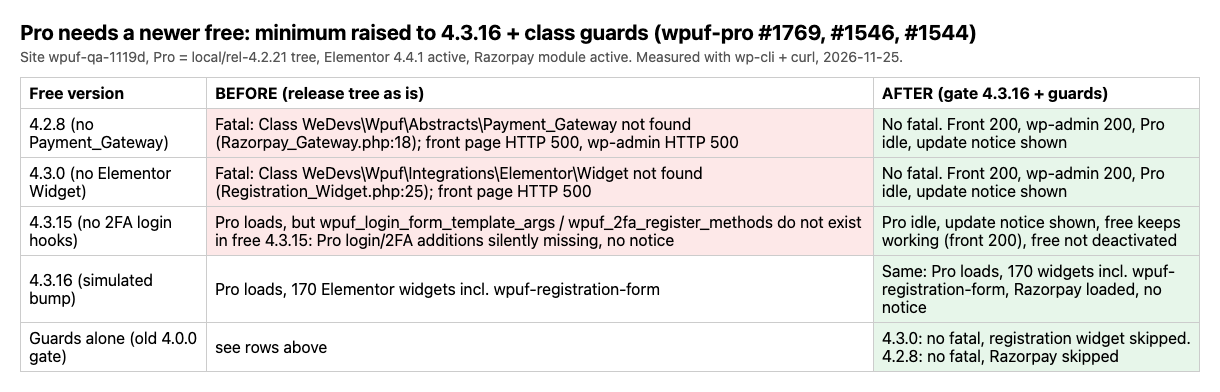 Pro needs a newer free: minimum raised to 4.3.16 + class guards (wpuf-pro #1769, #1546, #1544)
Site wpuf-qa-1119d, Pro = local/rel-4.2.21 tree, Elementor 4.4.1 active, Razorpay module active. Measured with wp-cli + curl, 2026-11-25.
Free version
BEFORE (release tree as is)
AFTER (gate 4.3.16 + guards)
4.2.8 (no
Payment_Gateway)
Fatal: Class WeDevs\Wpuf\Abstracts\Payment_Gateway not found
(Razorpay_Gateway.php:18); front page HTTP 500, wp-admin HTTP 500
No fatal. Front 200, wp-admin 200, Pro
idle, update notice shown
4.3.0 (no Elementor
Widget)
Fatal: Class WeDevs\Wpuf\Integrations\Elementor\Widget not found
(Registration_Widget.php:25); front page HTTP 500
No fatal. Front 200, wp-admin 200, Pro
idle, update notice shown
4.3.15 (no 2FA login
hooks)
Pro loads, but wpuf_login_form_template_args / wpuf_2fa_register_methods do not exist
in free 4.3.15: Pro login/2FA additions silently missing, no notice
Pro idle, update notice shown, free keeps
working (front 200), free not deactivated
4.3.16 (simulated
bump)
Pro loads, 170 Elementor widgets incl. wpuf-registration-form
Same: Pro loads, 170 widgets incl. wpuf-
registration-form, Razorpay loaded, no
notice
Guards alone (old 4.0.0
gate)
see rows above
4.3.0: no fatal, registration widget skipped.
4.2.8: no fatal, Razorpay skipped